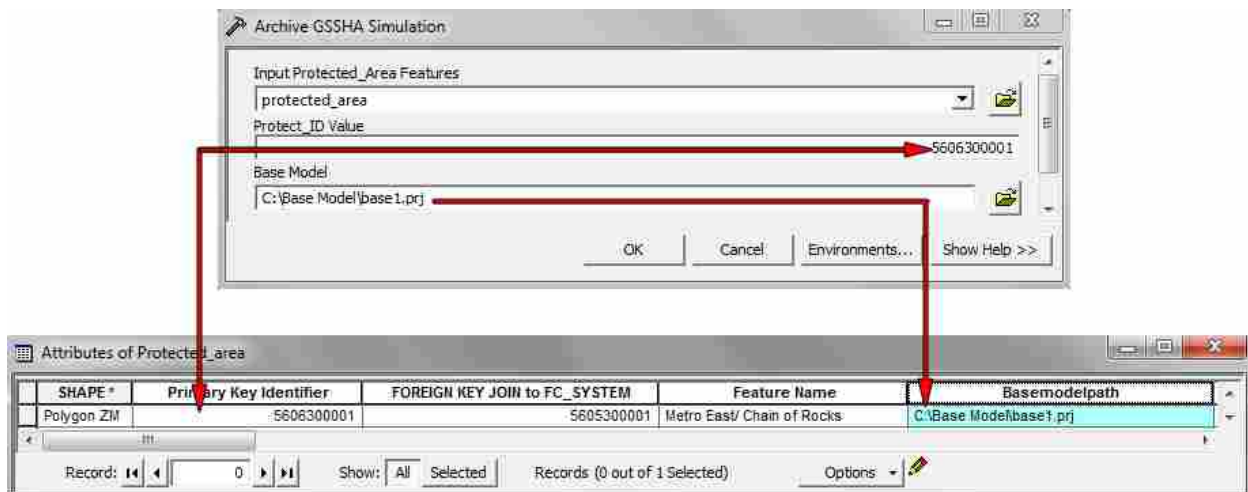 Archive GSSHA Simulation
Input Protected_Area Features
protected_area
Protect_ID Value
5606300001
Base Model
C:\Base Model\base1.prj
OK Cancel Environments... Show Help >>
Attributes of Protected_area
SHAPE * Primary Key Identifier FOREIGN KEY JOIN to FC_SYSTEM Feature Name Basemodelpath
Polygon ZM 5606300001 5605300001 Metro East/ Chain of Rocks C:\Base Model\base1.prj
Record: 0 Show: All Selected Records (0 out of 1 Selected) Options